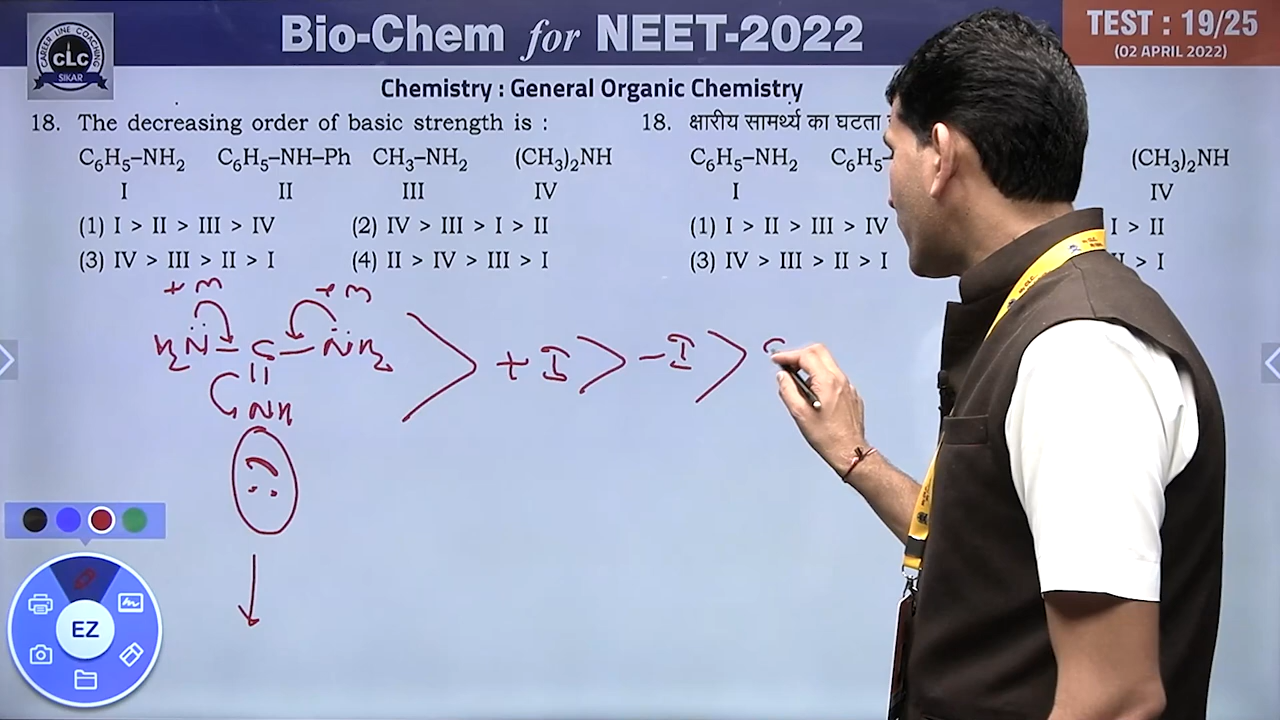 CAREER LINE COACHING
CLC
SIKAR
Bio-Chem for NEET-2022
TEST : 19/25
(02 APRIL 2022)
Chemistry : General Organic Chemistry
18. The decreasing order of basic strength is :
C₆H₅–NH₂ C₆H₅–NH–Ph CH₃–NH₂ (CH₃)₂NH
I II III IV
(1) I > II > III > IV (2) IV > III > I > II
(3) IV > III > II > I (4) II > IV > III > I
18. क्षारीय सामर्थ्य का घटता
C₆H₅–NH₂ C₆H₅– (CH₃)₂NH
I IV
(1) I > II > III > IV I > II
(3) IV > III > II > I > I
+m +m
H₂N̈ – C – N̈H₂ > +I > –I >
||
NH
EZ